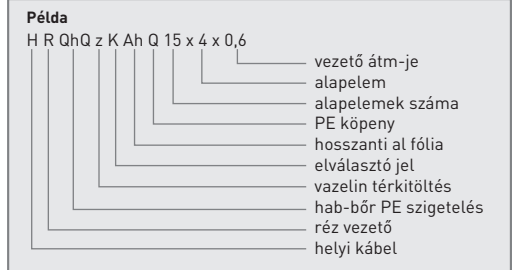 Példa
H R QhQ z K Ah Q 15 x 4 x 0,6
vezető átm-je
alapelem
alapelemek száma
PE köpeny
hosszanti al fólia
elválasztó jel
vazelin térkitöltés
hab-bőr PE szigetelés
réz vezető
helyi kábel